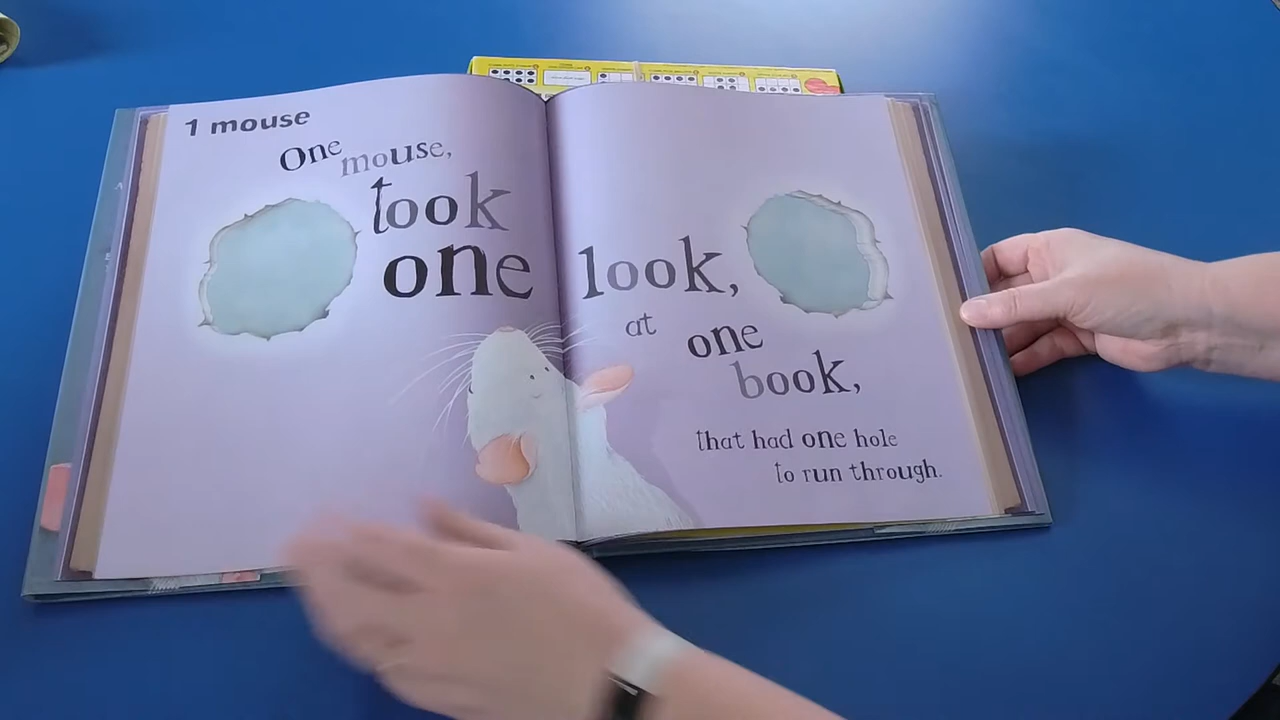 1 mouse
One mouse,
took
one look,
at one
book,
that had one hole
to run through.